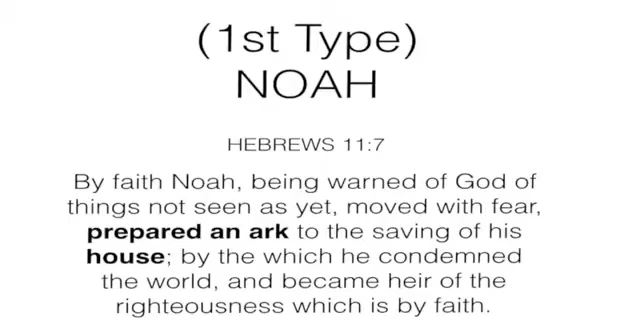 (1st Type)
NOAH
HEBREWS 11:7
By faith Noah, being warned of God of
things not seen as yet, moved with fear,
prepared an ark to the saving of his
house; by the which he condemned
the world, and became heir of the
righteousness which is by faith.